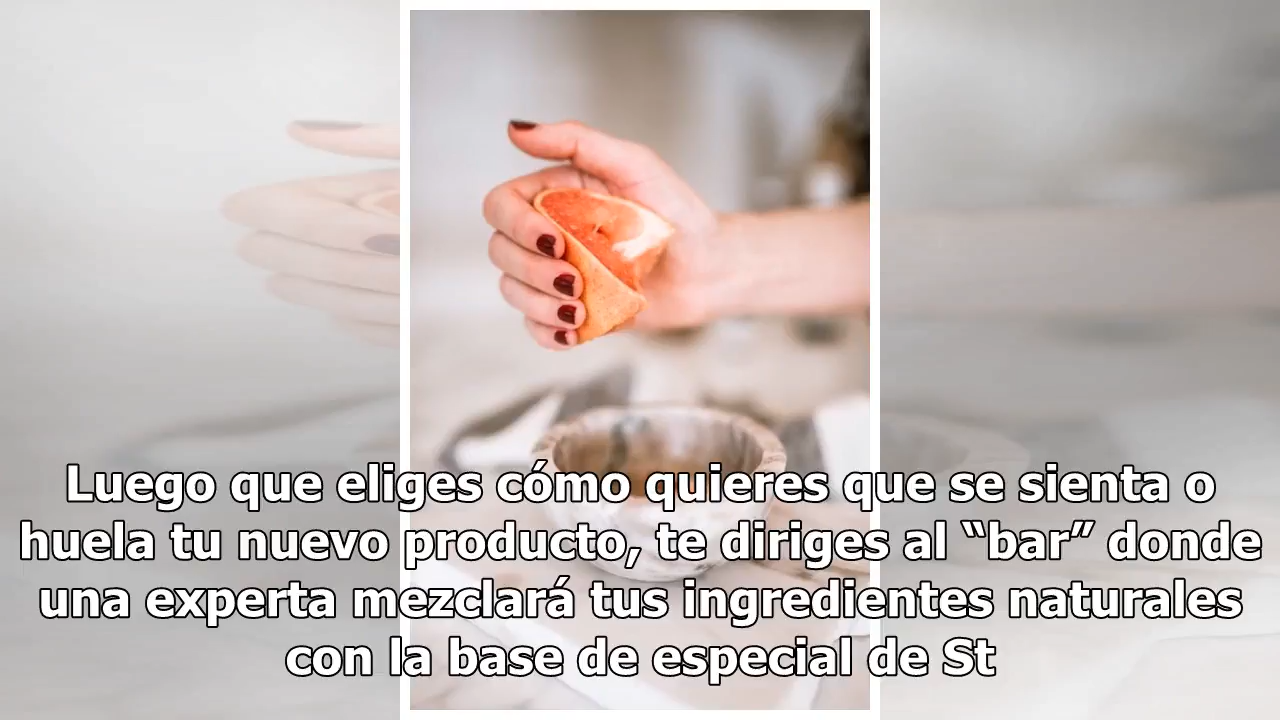 Luego que eliges cómo quieres que se sienta o
huela tu nuevo producto, te diriges al “bar” donde
una experta mezclará tus ingredientes naturales
con la base de especial de St